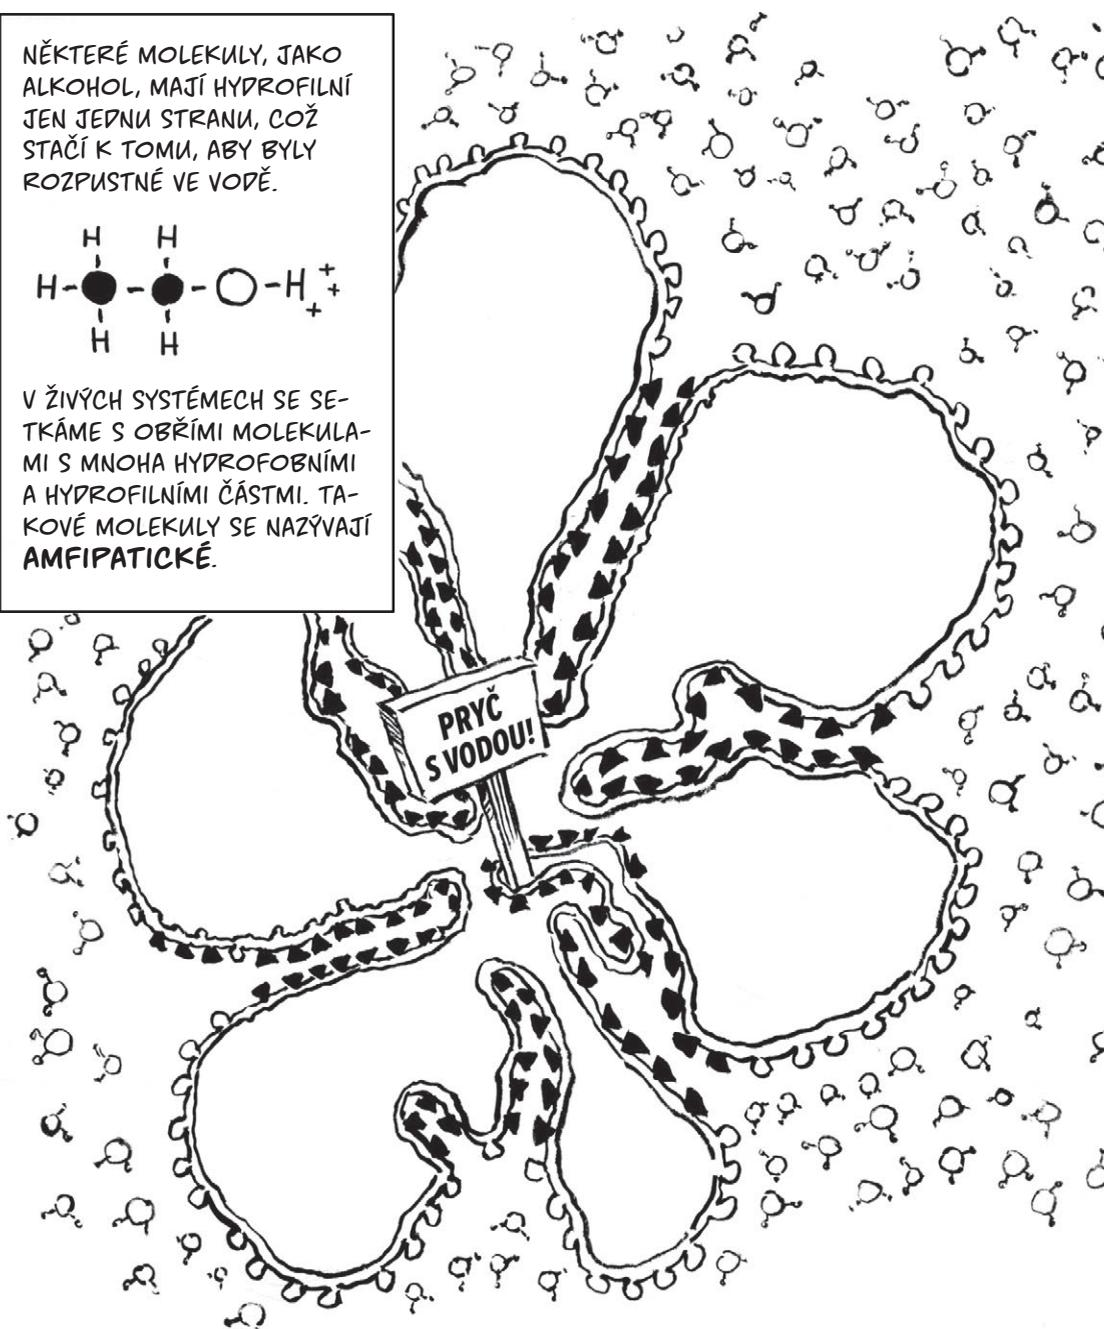 NĚKTERÉ MOLEKULY, JAKO
ALKOHOL, MAJÍ HYDROFILNÍ
JEN JEDNU STRANU, COŽ
STAČÍ K TOMU, ABY BYLY
ROZPUSTNÉ VE VODĚ.
H H
H H + + +
H H
V ŽIVÝCH SYSTÉMECH SE SE-
TKÁME S OBŘÍMI MOLEKULA-
MI S MNOHA HYDROFOBNÍMI
A HYDROFILNÍMI ČÁSTMI. TA-
KOVÉ MOLEKULY SE NAZÝVAJÍ
AMFIPATICKÉ.
PRYČ
S VODOU!